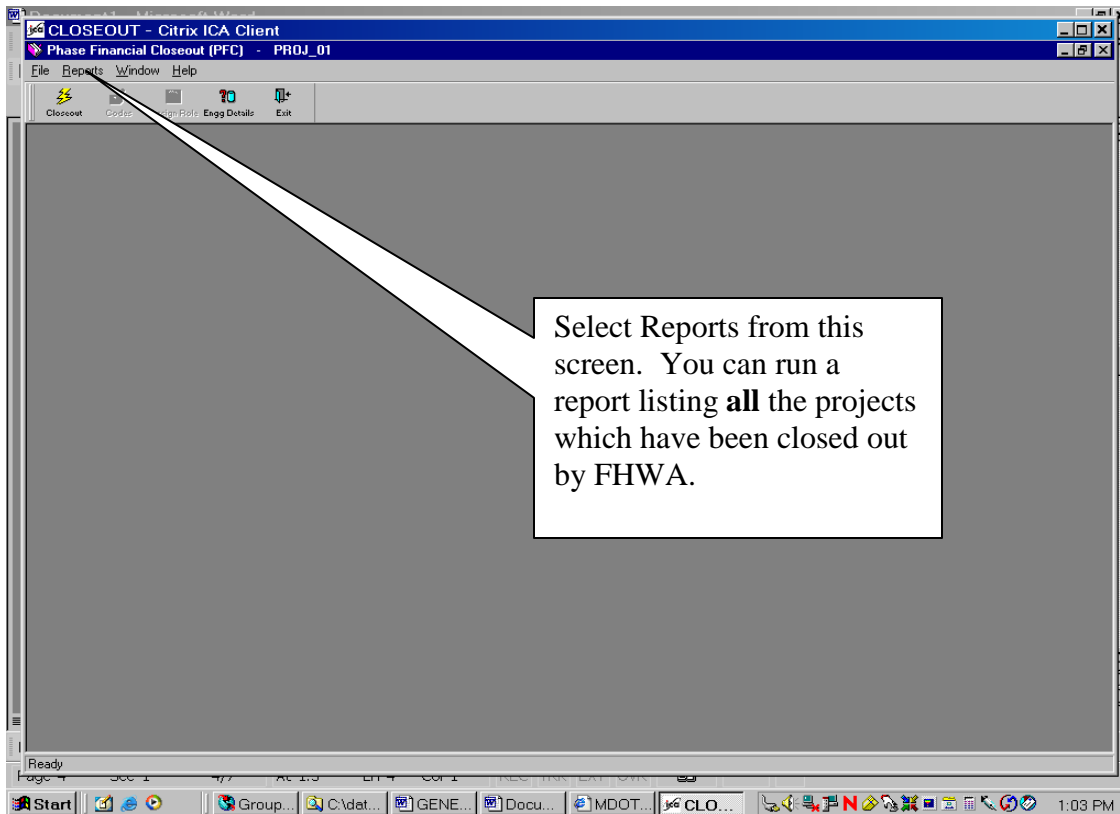 CLOSEOUT - Citrix ICA Client
Phase Financial Closeout (PFC) - PROJ_01
File Reports Window Help
Closeout Codes Role Engg Details Exit
Select Reports from this
screen. You can run a
report listing all the projects
which have been closed out
by FHWA.
Ready
Start Group... C:\dat... GENE... Docu... MDOT... CLO... 1:03 PM